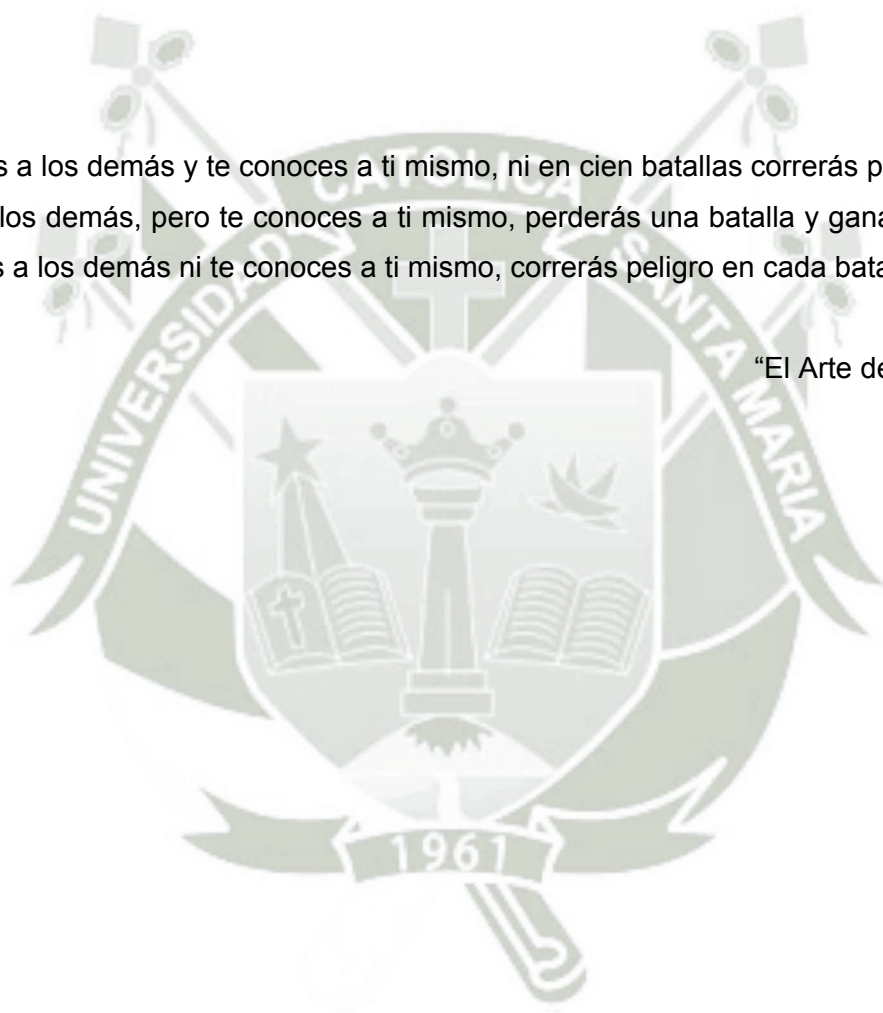 s a los demás y te conoces a ti mismo, ni en cien batallas correrás p
los demás, pero te conoces a ti mismo, perderás una batalla y gana
s a los demás ni te conoces a ti mismo, correrás peligro en cada bata
“El Arte de
UNIVERSIDAD CATOLICA SANTA MARIA
1961